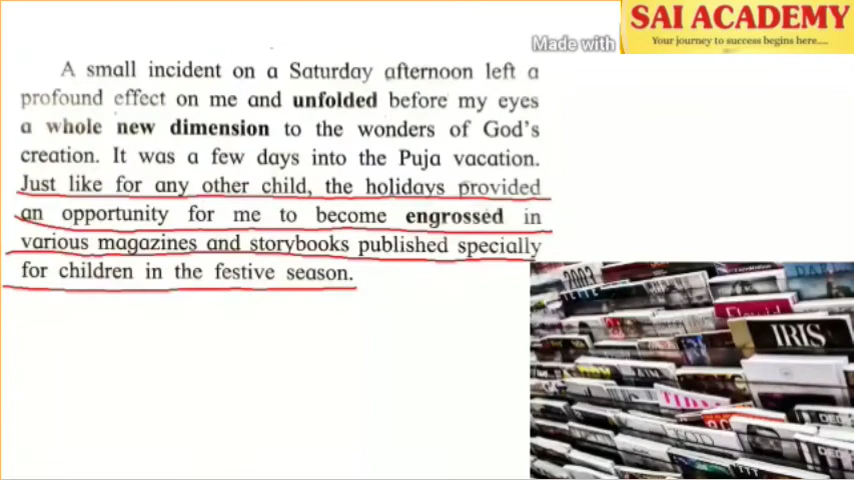 SAI ACADEMY
Your journey to success begins here....
Made with
A small incident on a Saturday afternoon left a
profound effect on me and unfolded before my eyes
a whole new dimension to the wonders of God's
creation. It was a few days into the Puja vacation.
Just like for any other child, the holidays provided
an opportunity for me to become engrossed in
various magazines and storybooks published specially
for children in the festive season.
2003
IRIS